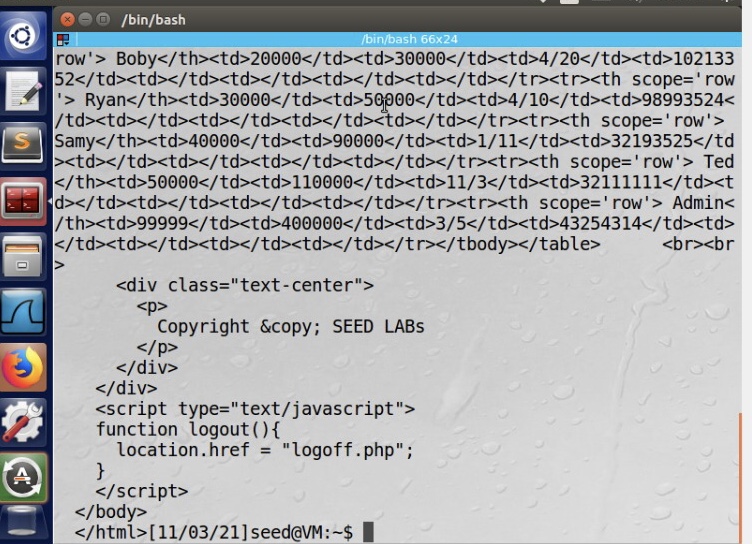 /bin/bash
/bin/bash 66x24
row'> Boby</th><td>20000</td><td>30000</td><td>4/20</td><td>102133
52</td><td></td><td></td><td></td><td></td></tr><tr><th scope='row
'> Ryan</th><td>30000</td><td>50000</td><td>4/10</td><td>98993524<
/td><td></td><td></td><td></td><td></td></tr><tr><th scope='row'>
Samy</th><td>40000</td><td>90000</td><td>1/11</td><td>32193525</td
><td></td><td></td><td></td><td></td></tr><tr><th scope='row'> Ted
</th><td>50000</td><td>110000</td><td>11/3</td><td>32111111</td><t
d></td><td></td><td></td><td></td></tr><tr><th scope='row'> Admin<
/th><td>99999</td><td>400000</td><td>3/5</td><td>43254314</td><td>
</td><td></td><td></td><td></td></tr></tbody></table>      <br><br
>
<div class="text-center">
<p>
Copyright &copy; SEED LABs
</p>
</div>
</div>
<script type="text/javascript">
function logout(){
location.href = "logoff.php";
}
</script>
</body>
</html>[11/03/21]seed@VM:~$